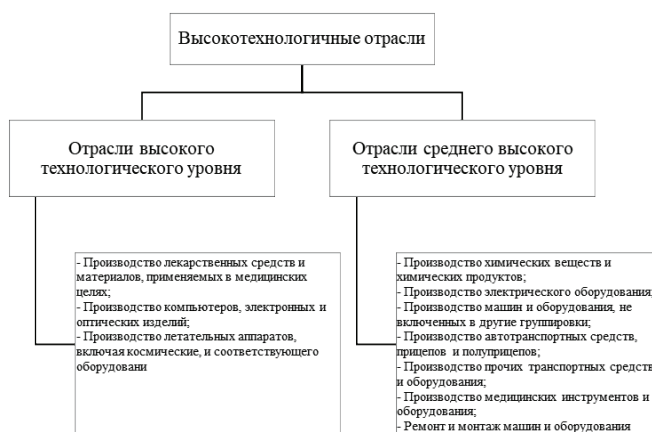 Высокотехнологичные отрасли
Отрасли высокого
технологического уровня
Отрасли среднего высокого
технологического уровня
- Производство лекарственных средств и
материалов, применяемых в медицинских
целях;
- Производство компьютеров, электронных и
оптических изделий;
- Производство летательных аппаратов,
включая космические, и соответствующего
оборудовани
- Производство химических веществ и
химических продуктов;
- Производство электрического оборудования;
- Производство машин и оборудования, не
включенных в другие группировки;
- Производство автотранспортных средств,
прицепов и полуприцепов;
- Производство прочих транспортных средств
и оборудования;
- Производство медицинских инструментов и
оборудования;
- Ремонт и монтаж машин и оборудования